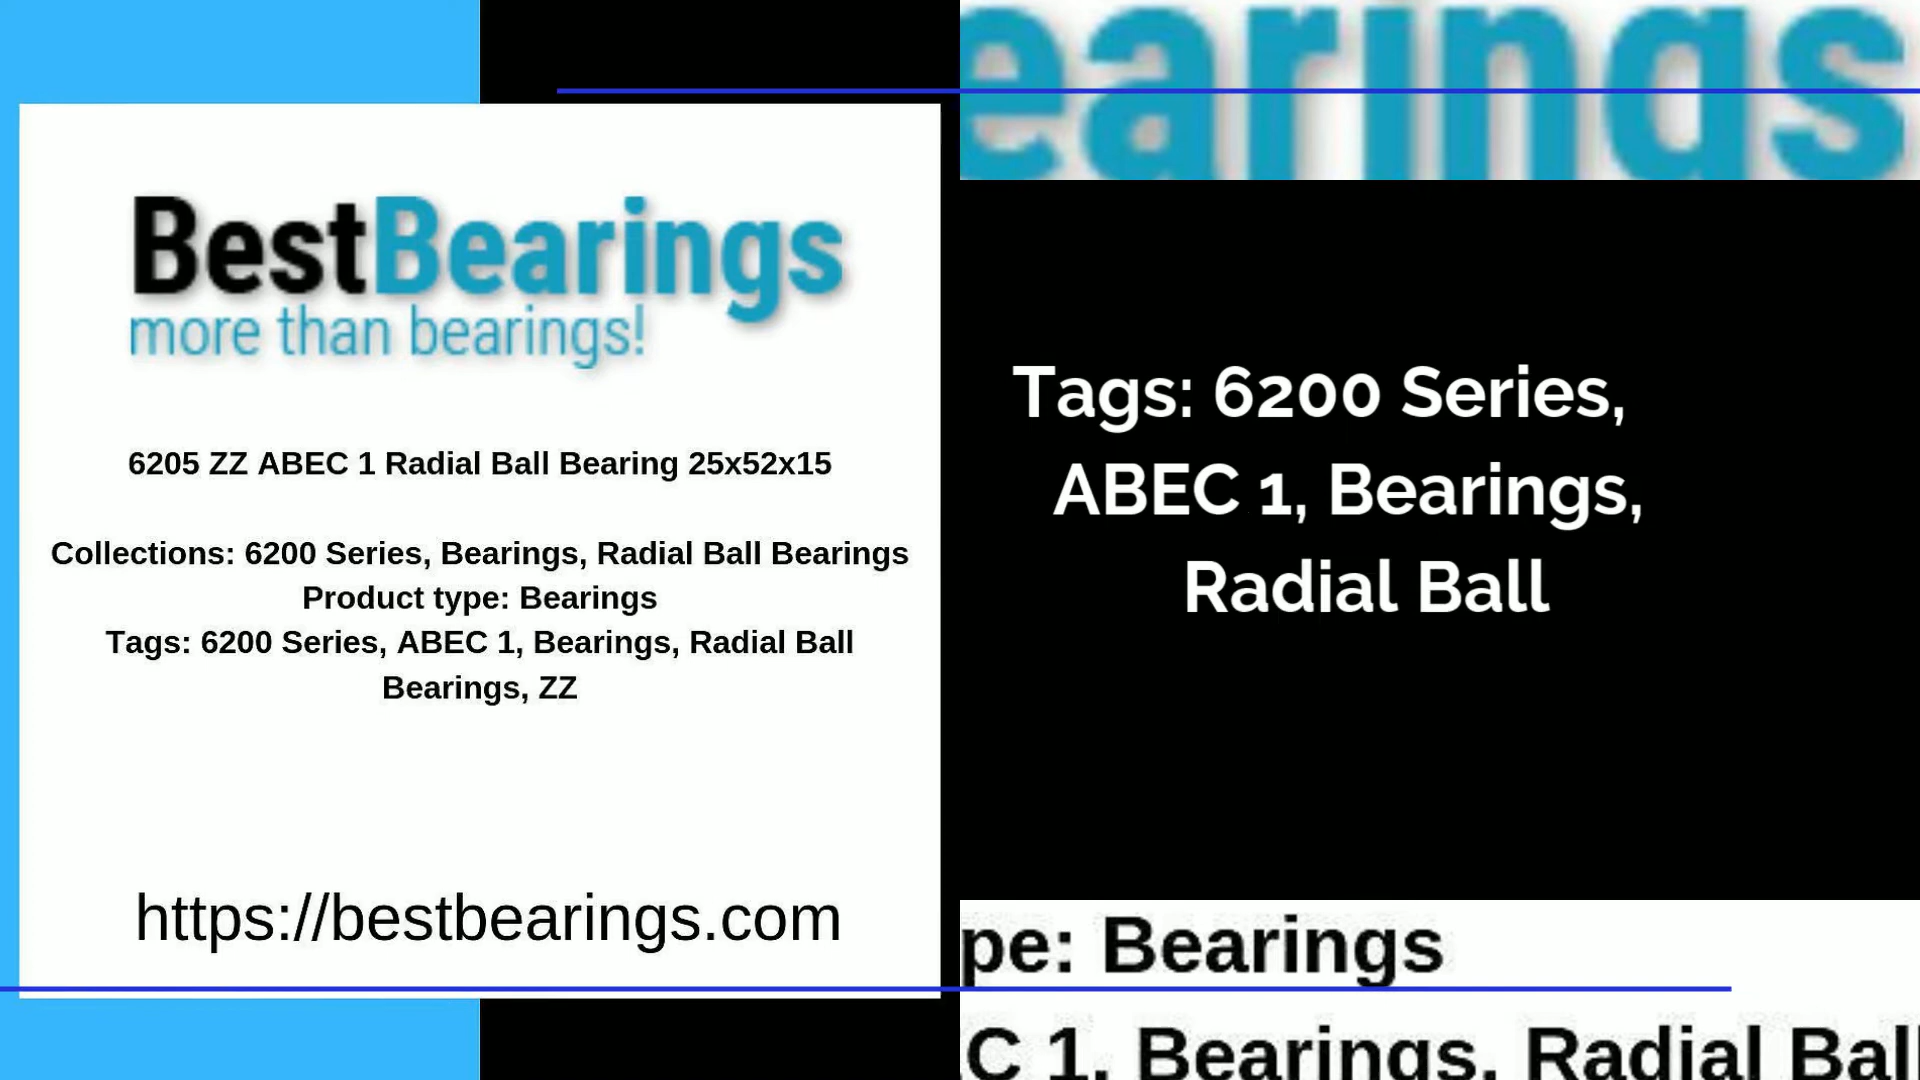 BestBearings
more than bearings!
6205 ZZ ABEC 1 Radial Ball Bearing 25x52x15
Collections: 6200 Series, Bearings, Radial Ball Bearings
Product type: Bearings
Tags: 6200 Series, ABEC 1, Bearings, Radial Ball
Bearings, ZZ
https://bestbearings.com
earings
Tags: 6200 Series,
ABEC 1, Bearings,
Radial Ball
pe: Bearings
C 1, Bearings, Radial Ball